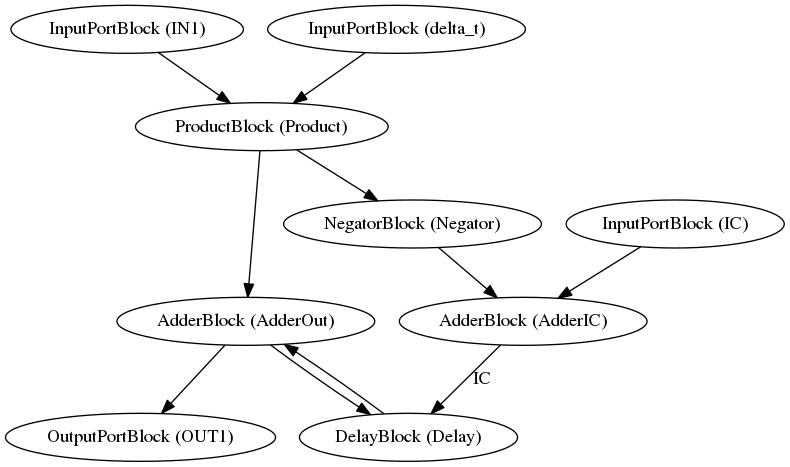 InputPortBlock (IN1)
InputPortBlock (delta_t)
ProductBlock (Product)
NegatorBlock (Negator)
InputPortBlock (IC)
AdderBlock (AdderOut)
AdderBlock (AdderIC)
IC
OutputPortBlock (OUT1)
DelayBlock (Delay)